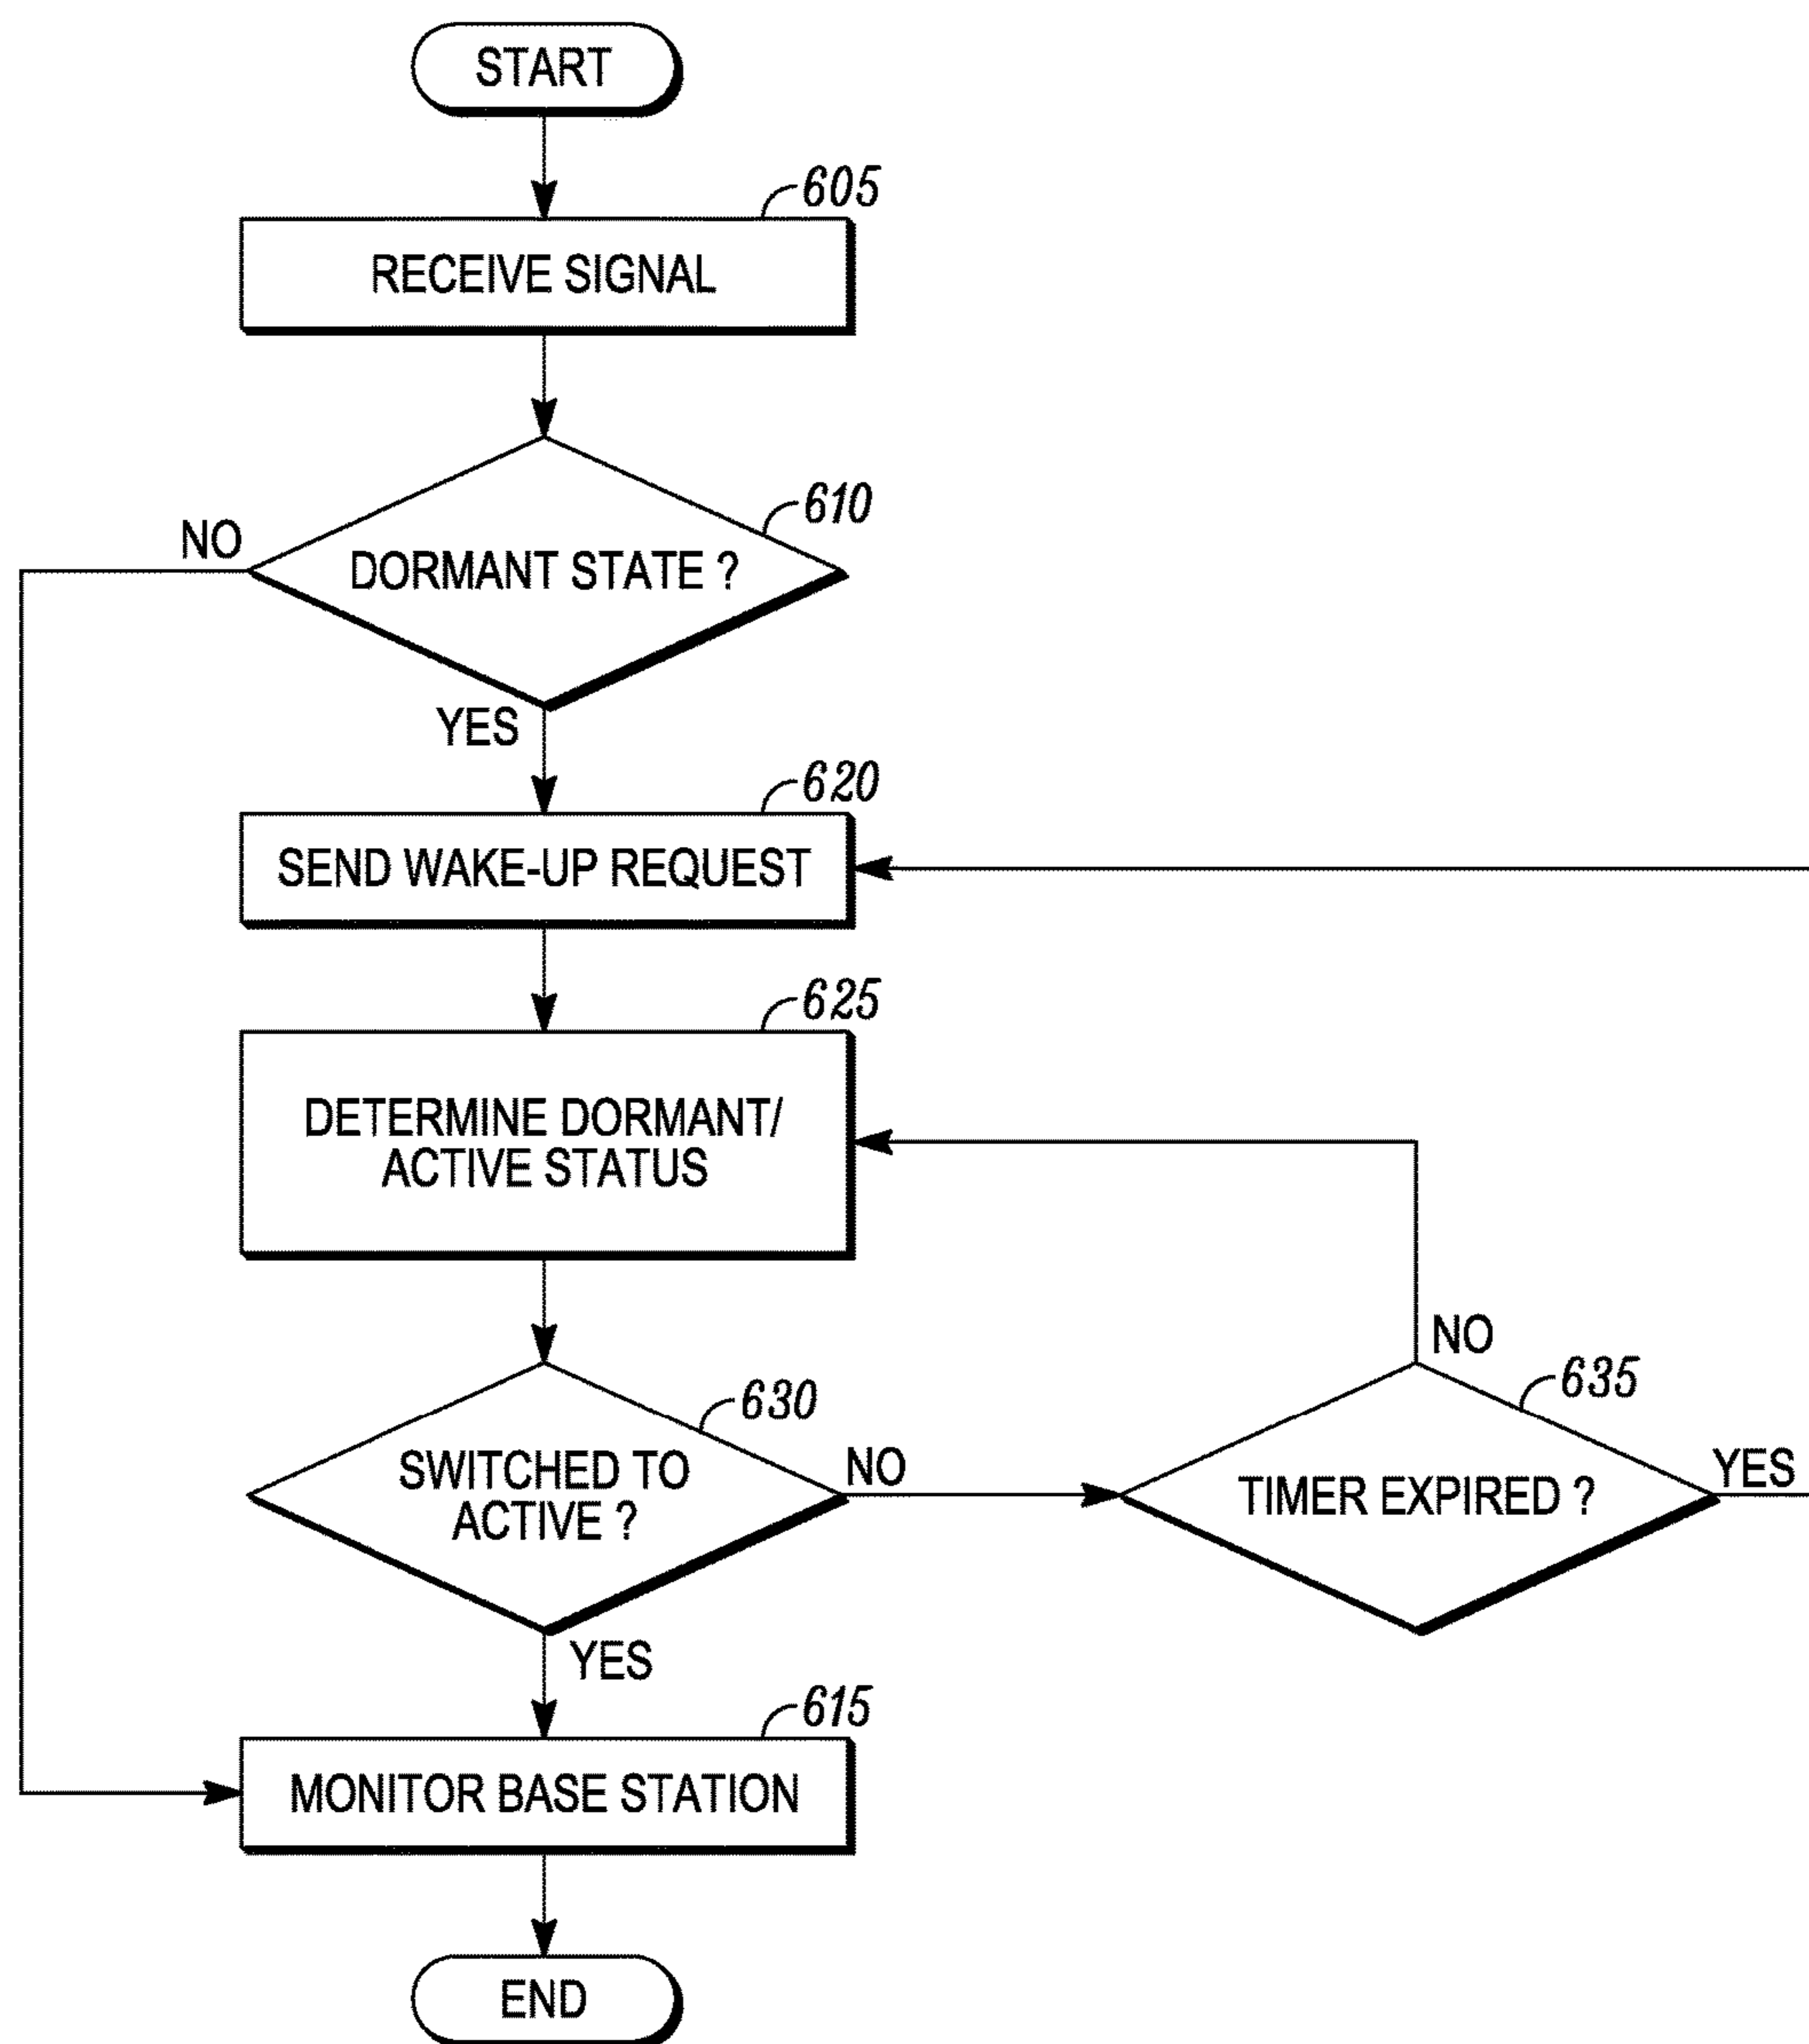 START
605
RECEIVE SIGNAL
610
NO
DORMANT STATE ?
YES
620
SEND WAKE-UP REQUEST
625
DETERMINE DORMANT/
ACTIVE STATUS
NO
635
630
SWITCHED TO
ACTIVE ?
NO
TIMER EXPIRED ?
YES
YES
615
MONITOR BASE STATION
END